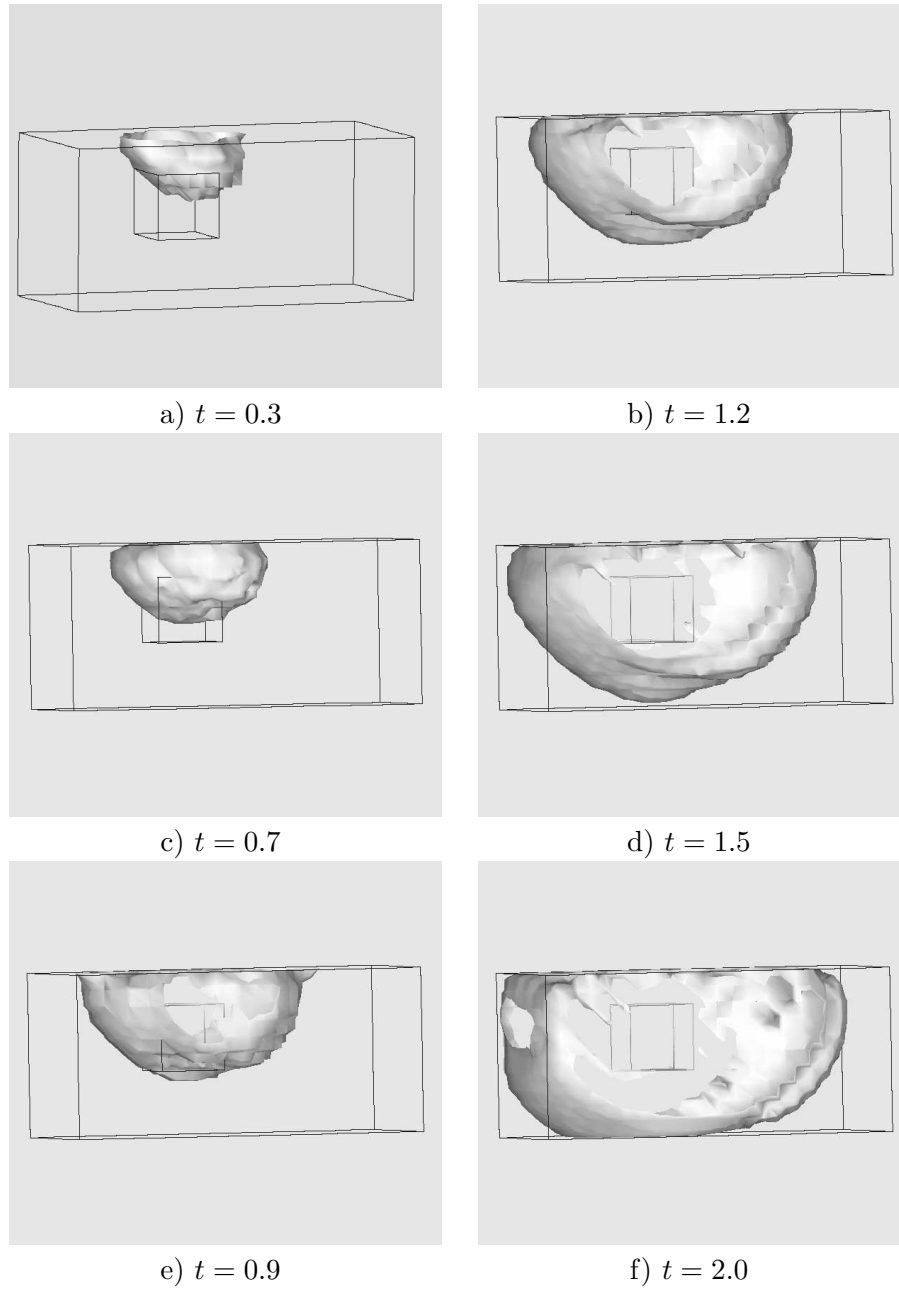 a) t = 0.3
b) t = 1.2
c) t = 0.7
d) t = 1.5
e) t = 0.9
f) t = 2.0